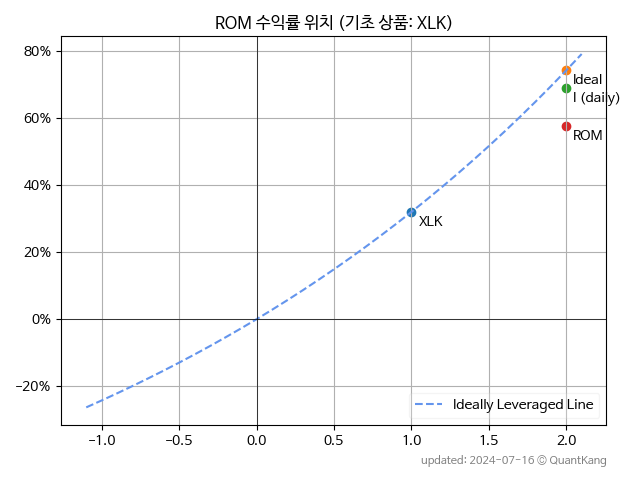 ROM 수익률 위치 (기초 상품: XLK)
80%
60%
40%
20%
0%
−20%
Ideal
I (daily)
ROM
XLK
Ideally Leveraged Line
−1.0 −0.5 0.0 0.5 1.0 1.5 2.0
updated: 2024-07-16 © QuantKang